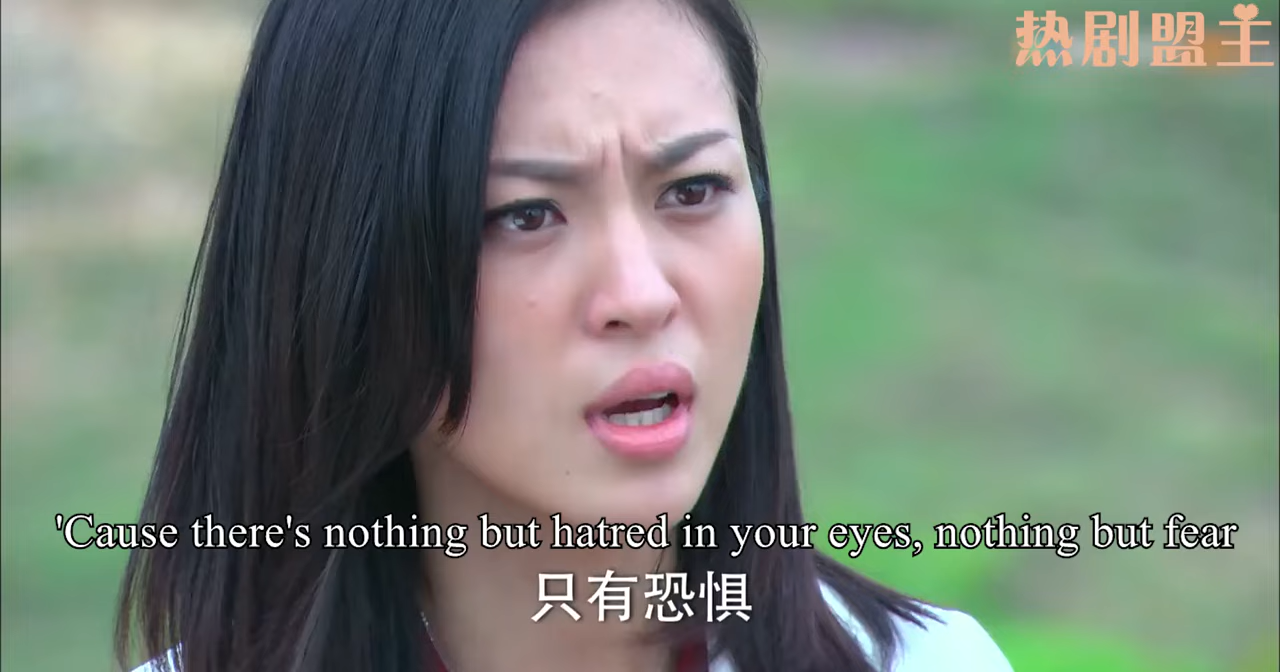 热剧盟主
'Cause there's nothing but hatred in your eyes, nothing but fear
只有恐惧